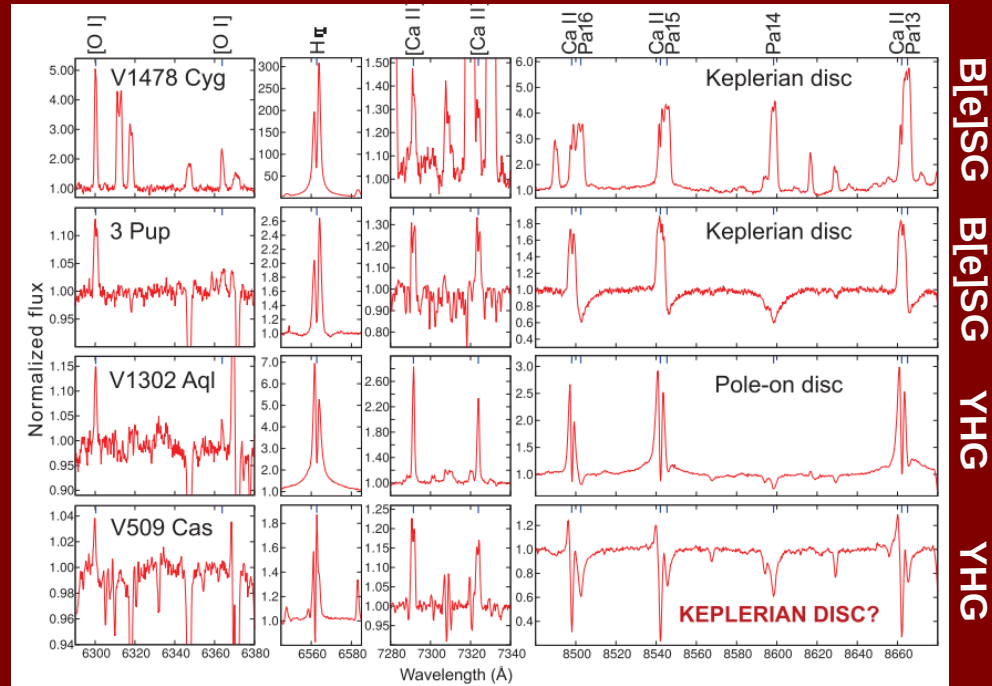 [O I] [O I] Hα [Ca II] [Ca II] Ca II Pa16 Ca II Pa15 Pa14 Ca II Pa13
V1478 Cyg
Keplerian disc
B[e]SG
5.00 4.00 3.00 2.00 1.00
300 250 200 150 100 50
1.50 1.40 1.30 1.20 1.10 1.00
6.0 5.0 4.0 3.0 2.0 1.0
3 Pup
Keplerian disc
B[e]SG
1.10 1.05 1.00 0.95
2.6 2.4 2.2 2.0 1.8 1.6 1.4 1.2 1.0
1.40 1.30 1.20 1.10 1.00 0.90 0.80
2.0 1.8 1.6 1.4 1.2 1.0 0.8 0.6 0.4
Normalized flux
V1302 Aql
Pole-on disc
YHG
1.15 1.10 1.05 1.00 0.95 0.90
7.0 6.0 5.0 4.0 3.0 2.0 1.0
2.60 2.20 1.80 1.40 1.00
3.0 2.5 2.0 1.5 1.0
V509 Cas
KEPLERIAN DISC?
YHG
1.04 1.02 1.00 0.98 0.96 0.94
1.8 1.6 1.4 1.2 1.0
1.25 1.20 1.15 1.10 1.05 1.00 0.95
1.2 1.0 0.8 0.6 0.4
6300 6320 6340 6360 6380
6560 6580
7290 7300 7310 7320 7330 7340
8500 8520 8540 8560 8580 8600 8620 8640 8660
Wavelength (Å)